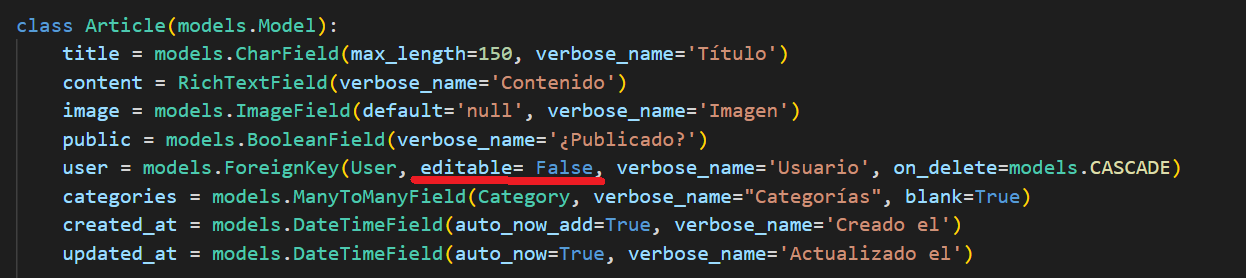 class Article(models.Model):
    title = models.CharField(max_length=150, verbose_name='Título')
    content = RichTextField(verbose_name='Contenido')
    image = models.ImageField(default='null', verbose_name='Imagen')
    public = models.BooleanField(verbose_name='¿Publicado?')
    user = models.ForeignKey(User, editable= False, verbose_name='Usuario', on_delete=models.CASCADE)
    categories = models.ManyToManyField(Category, verbose_name="Categorías", blank=True)
    created_at = models.DateTimeField(auto_now_add=True, verbose_name='Creado el')
    updated_at = models.DateTimeField(auto_now=True, verbose_name='Actualizado el')